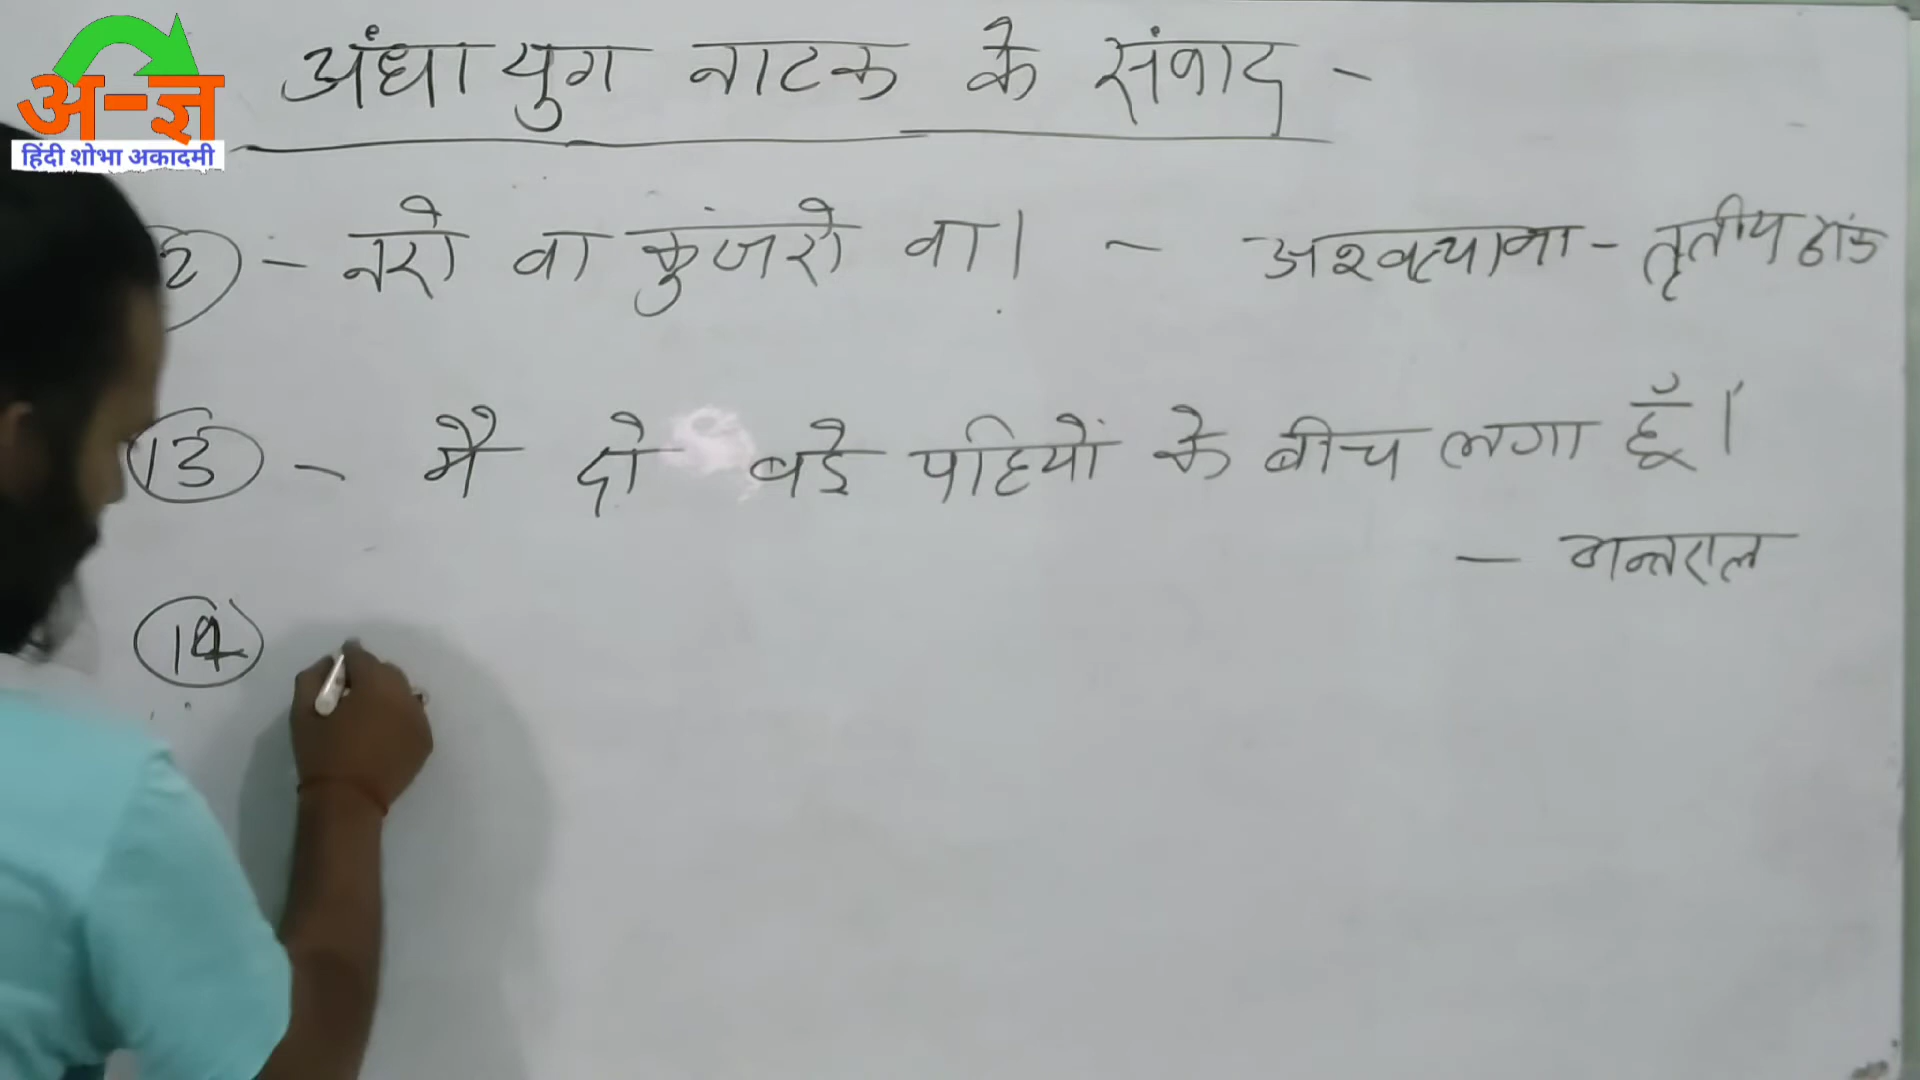 अ-ज्ञ
हिंदी शोभा अकादमी
अंधा युग नाटक के संवाद -
- नरो वा कुंजरो वा। - अश्वत्थामा - तृतीय अंक
13 - मै दो बडे पहियों के बीच लगा हूँ।
- अन्तराल
14